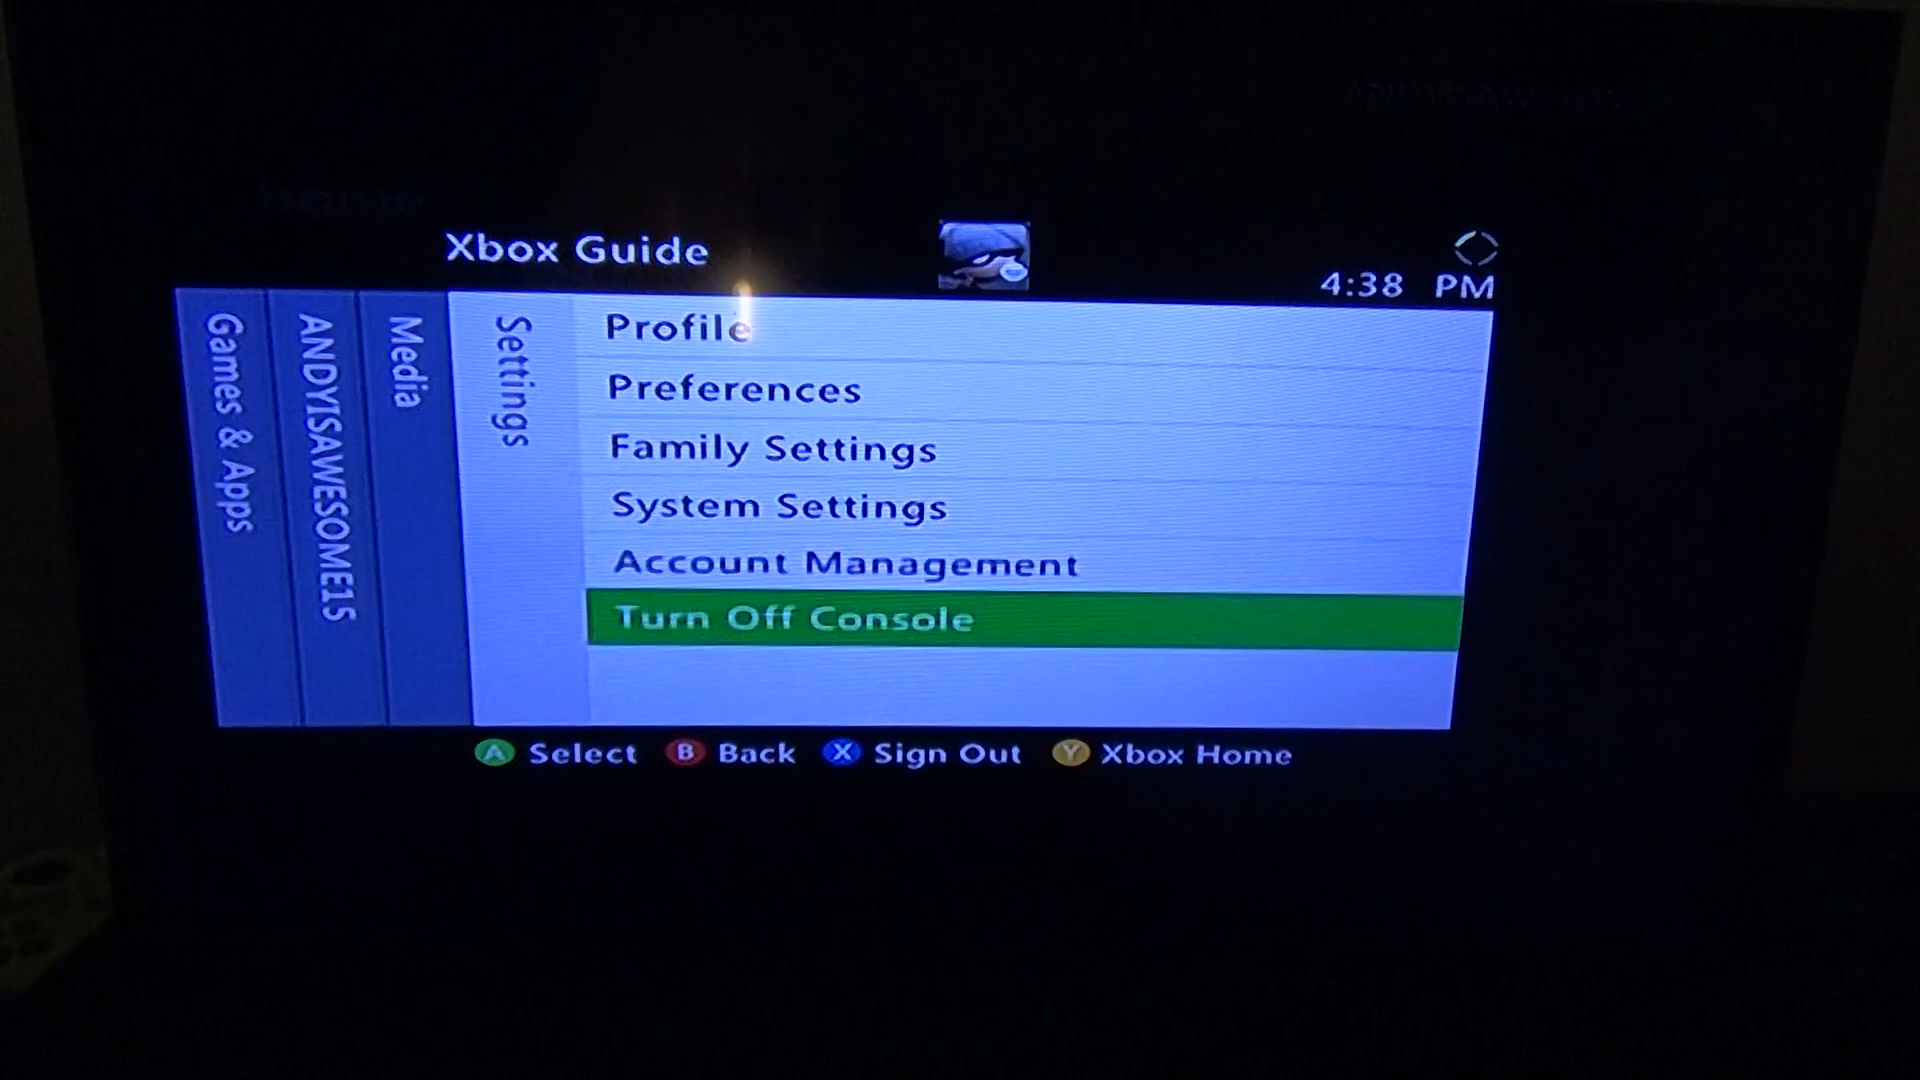 Xbox Guide
4:38 PM
Games & Apps
ANDYISAWESOME15
Media
Settings
Profile
Preferences
Family Settings
System Settings
Account Management
Turn Off Console
A Select B Back X Sign Out Y Xbox Home
home